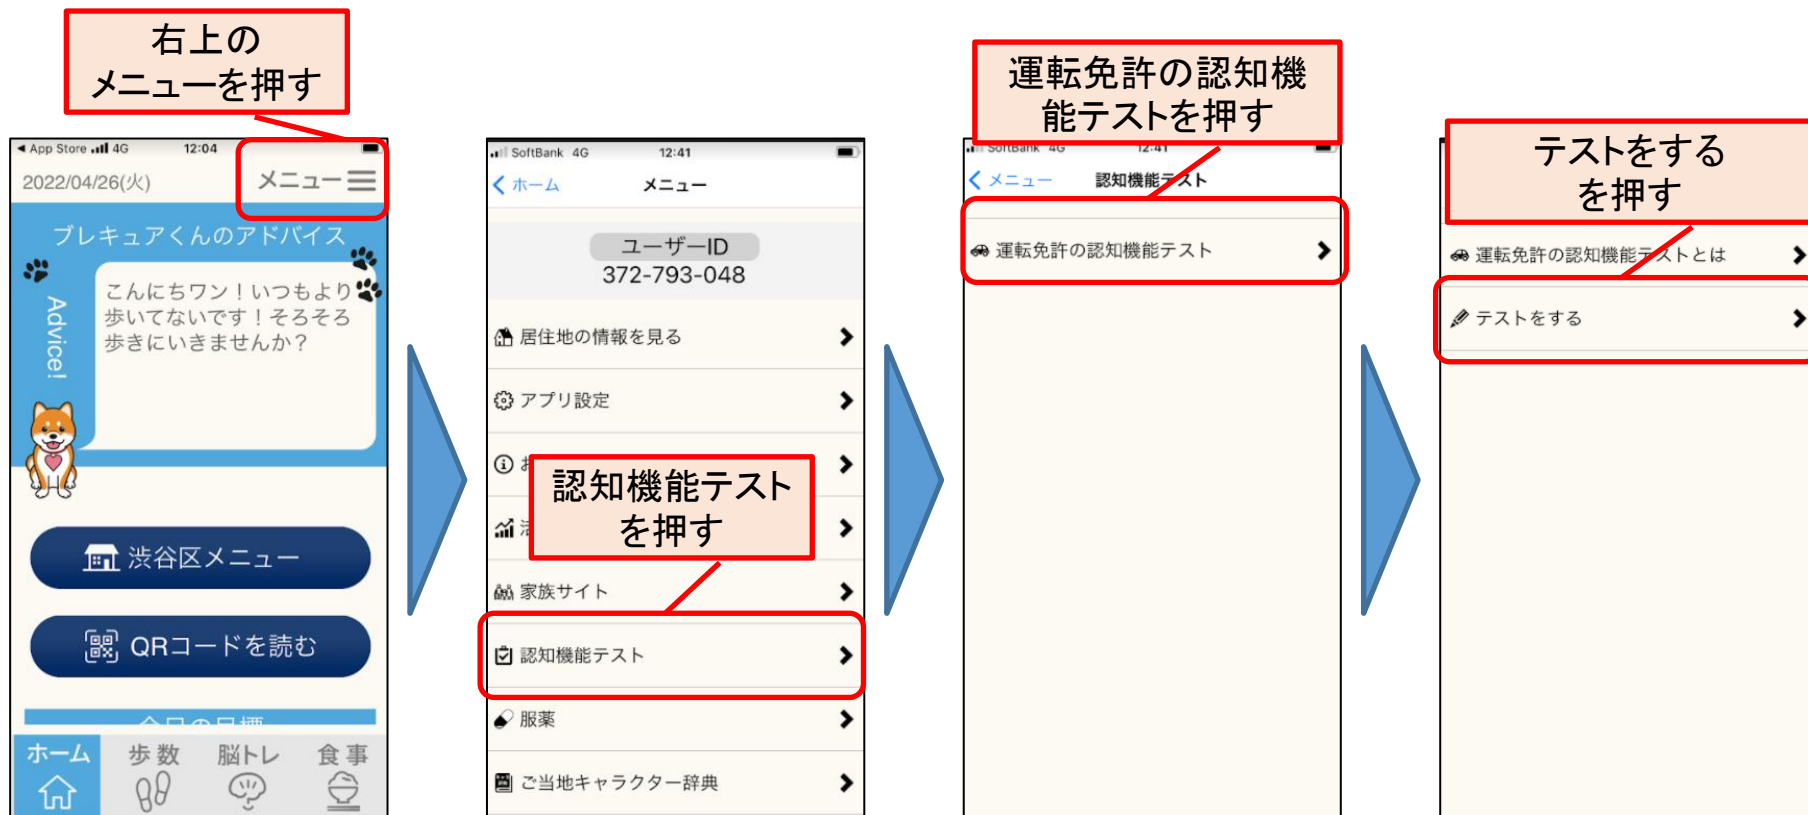 右上の
メニューを押す
App Store 4G 12:04
2022/04/26(火) メニュー
ブレキュアくんのアドバイス
Advice!
こんにちワン！いつもより
歩いてないです！そろそろ
歩きにいきませんか？
渋谷区メニュー
QRコードを読む
今日の目標
ホーム 歩数 脳トレ 食事
SoftBank 4G 12:41
ホーム メニュー
ユーザーID
372-793-048
居住地の情報を見る
アプリ設定
お
活
認知機能テスト
を押す
家族サイト
認知機能テスト
服薬
ご当地キャラクター辞典
運転免許の認知機
能テストを押す
SoftBank 4G 12:41
メニュー 認知機能テスト
運転免許の認知機能テスト
テストをする
を押す
運転免許の認知機能テストとは
テストをする